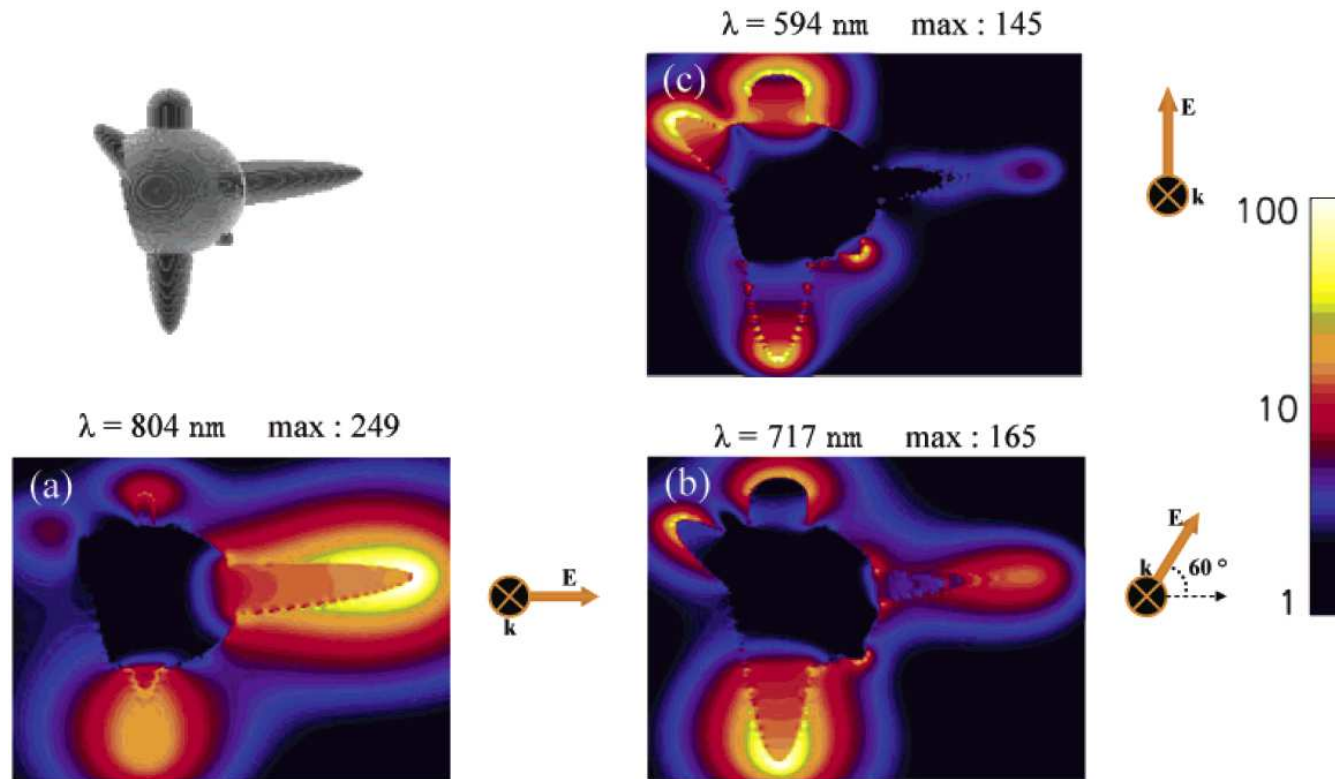 λ = 594 nm max : 145
(c)
E
k
100
10
1
λ = 804 nm max : 249
(a)
E
k
λ = 717 nm max : 165
(b)
E
k
60 °